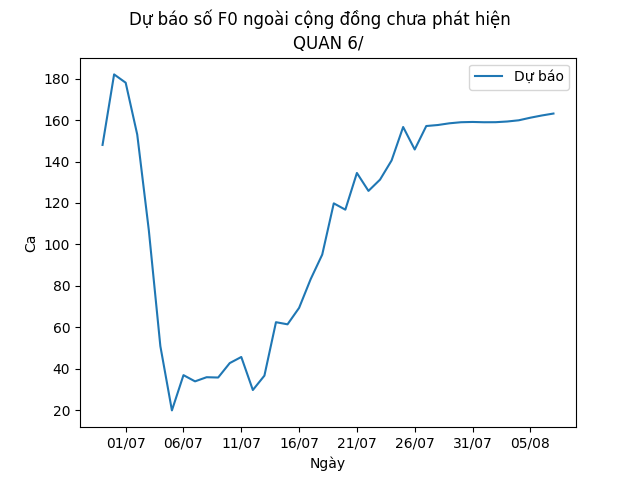 Dự báo số F0 ngoài cộng đồng chưa phát hiện
QUAN 6/
Dự báo
180
160
140
120
100
80
60
40
20
Ca
01/07 06/07 11/07 16/07 21/07 26/07 31/07 05/08
Ngày